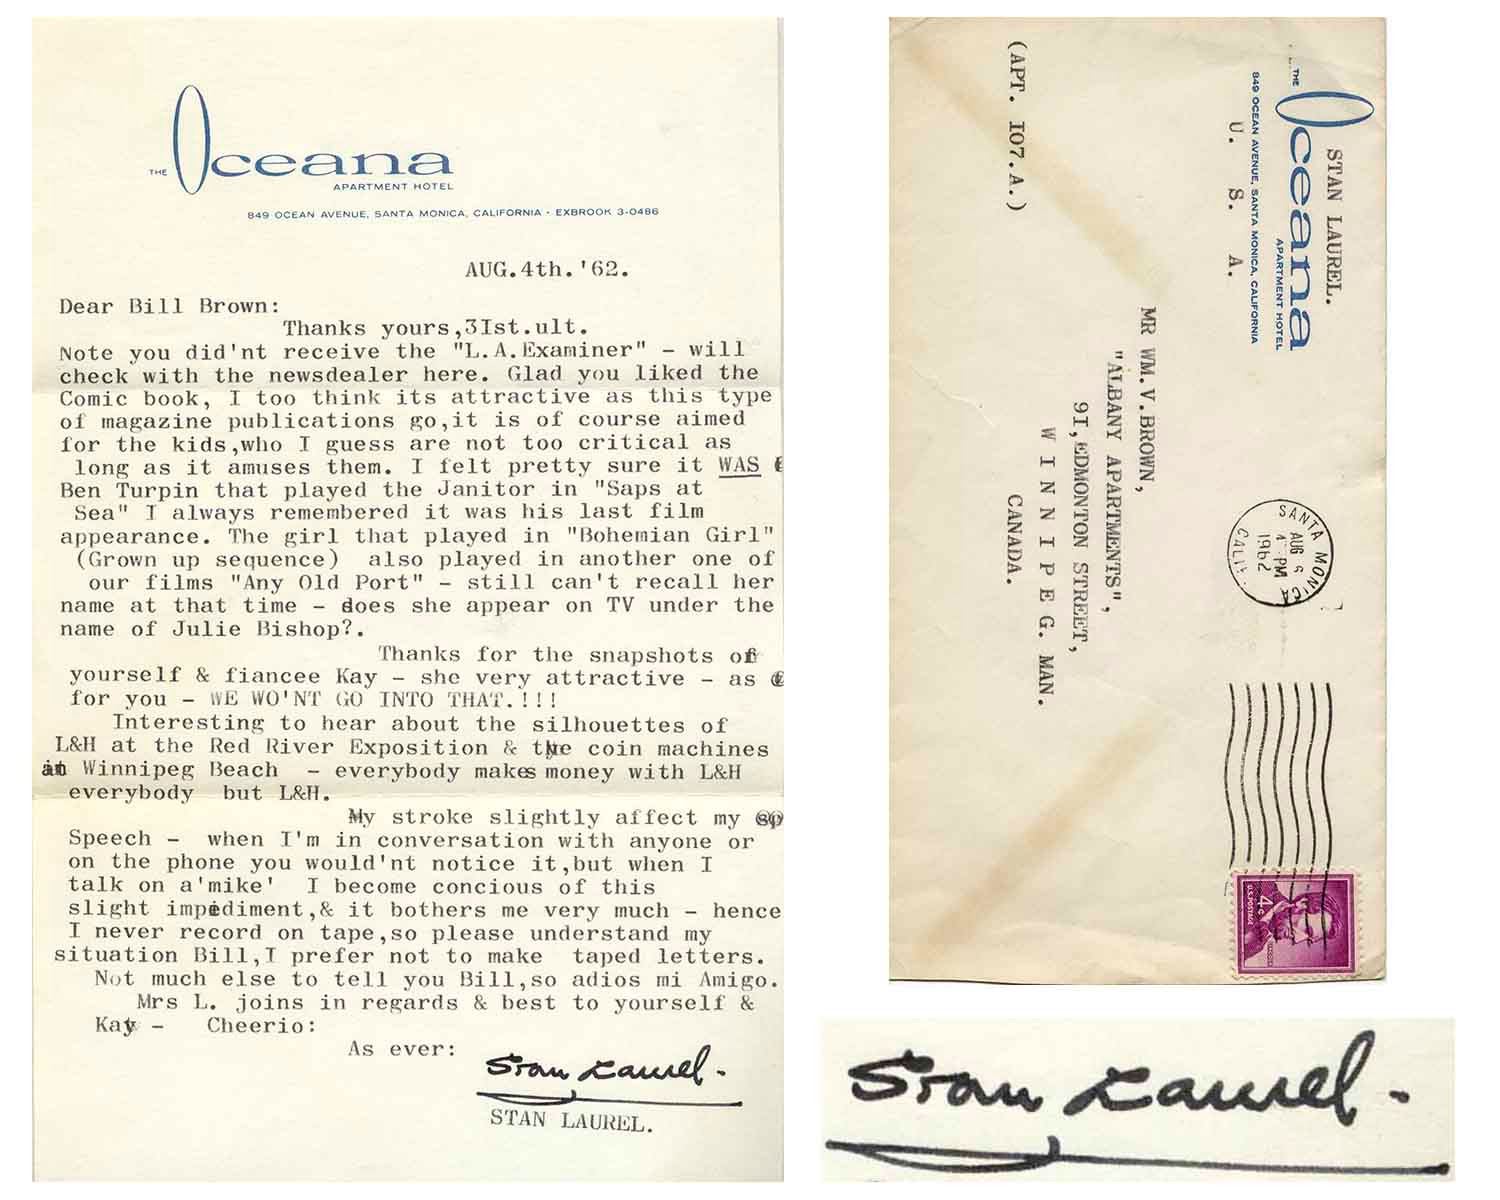 THE Oceana
APARTMENT HOTEL
849 OCEAN AVENUE, SANTA MONICA, CALIFORNIA • EXBROOK 3-0486
AUG.4th.'62.
Dear Bill Brown:
Thanks yours,3Ist.ult.
Note you did'nt receive the "L.A.Examiner" - will
check with the newsdealer here. Glad you liked the
Comic book, I too think its attractive as this type
of magazine publications go,it is of course aimed
for the kids,who I guess are not too critical as
long as it amuses them. I felt pretty sure it WAS
Ben Turpin that played the Janitor in "Saps at
Sea" I always remembered it was his last film
appearance. The girl that played in "Bohemian Girl"
(Grown up sequence) also played in another one of
our films "Any Old Port" - still can't recall her
name at that time - does she appear on TV under the
name of Julie Bishop?.
Thanks for the snapshots of
yourself & fiancee Kay - she very attractive - as
for you - WE WO'NT GO INTO THAT.!!!
Interesting to hear about the silhouettes of
L&H at the Red River Exposition & the coin machines
in Winnipeg Beach - everybody makes money with L&H
everybody but L&H.
My stroke slightly affect my
Speech - when I'm in conversation with anyone or
on the phone you would'nt notice it,but when I
talk on a'mike' I become concious of this
slight impediment,& it bothers me very much - hence
I never record on tape,so please understand my
situation Bill,I prefer not to make taped letters.
Not much else to tell you Bill,so adios mi Amigo.
Mrs L. joins in regards & best to yourself &
Kay - Cheerio:
As ever:
Stan Laurel.
STAN LAUREL.
STAN LAUREL.
THE Oceana
APARTMENT HOTEL
849 OCEAN AVENUE, SANTA MONICA, CALIFORNIA
U. S. A.
SANTA MONICA
AUG 6
PM
1962
CALIF.
MR WM.V.BROWN,
"ALBANY APARTMENTS",
9I,EDMONTON STREET,
W I N N I P E G. MAN.
CANADA.
(APT. I07.A.)
U.S. POSTAGE
4¢
LINCOLN
Stan Laurel.